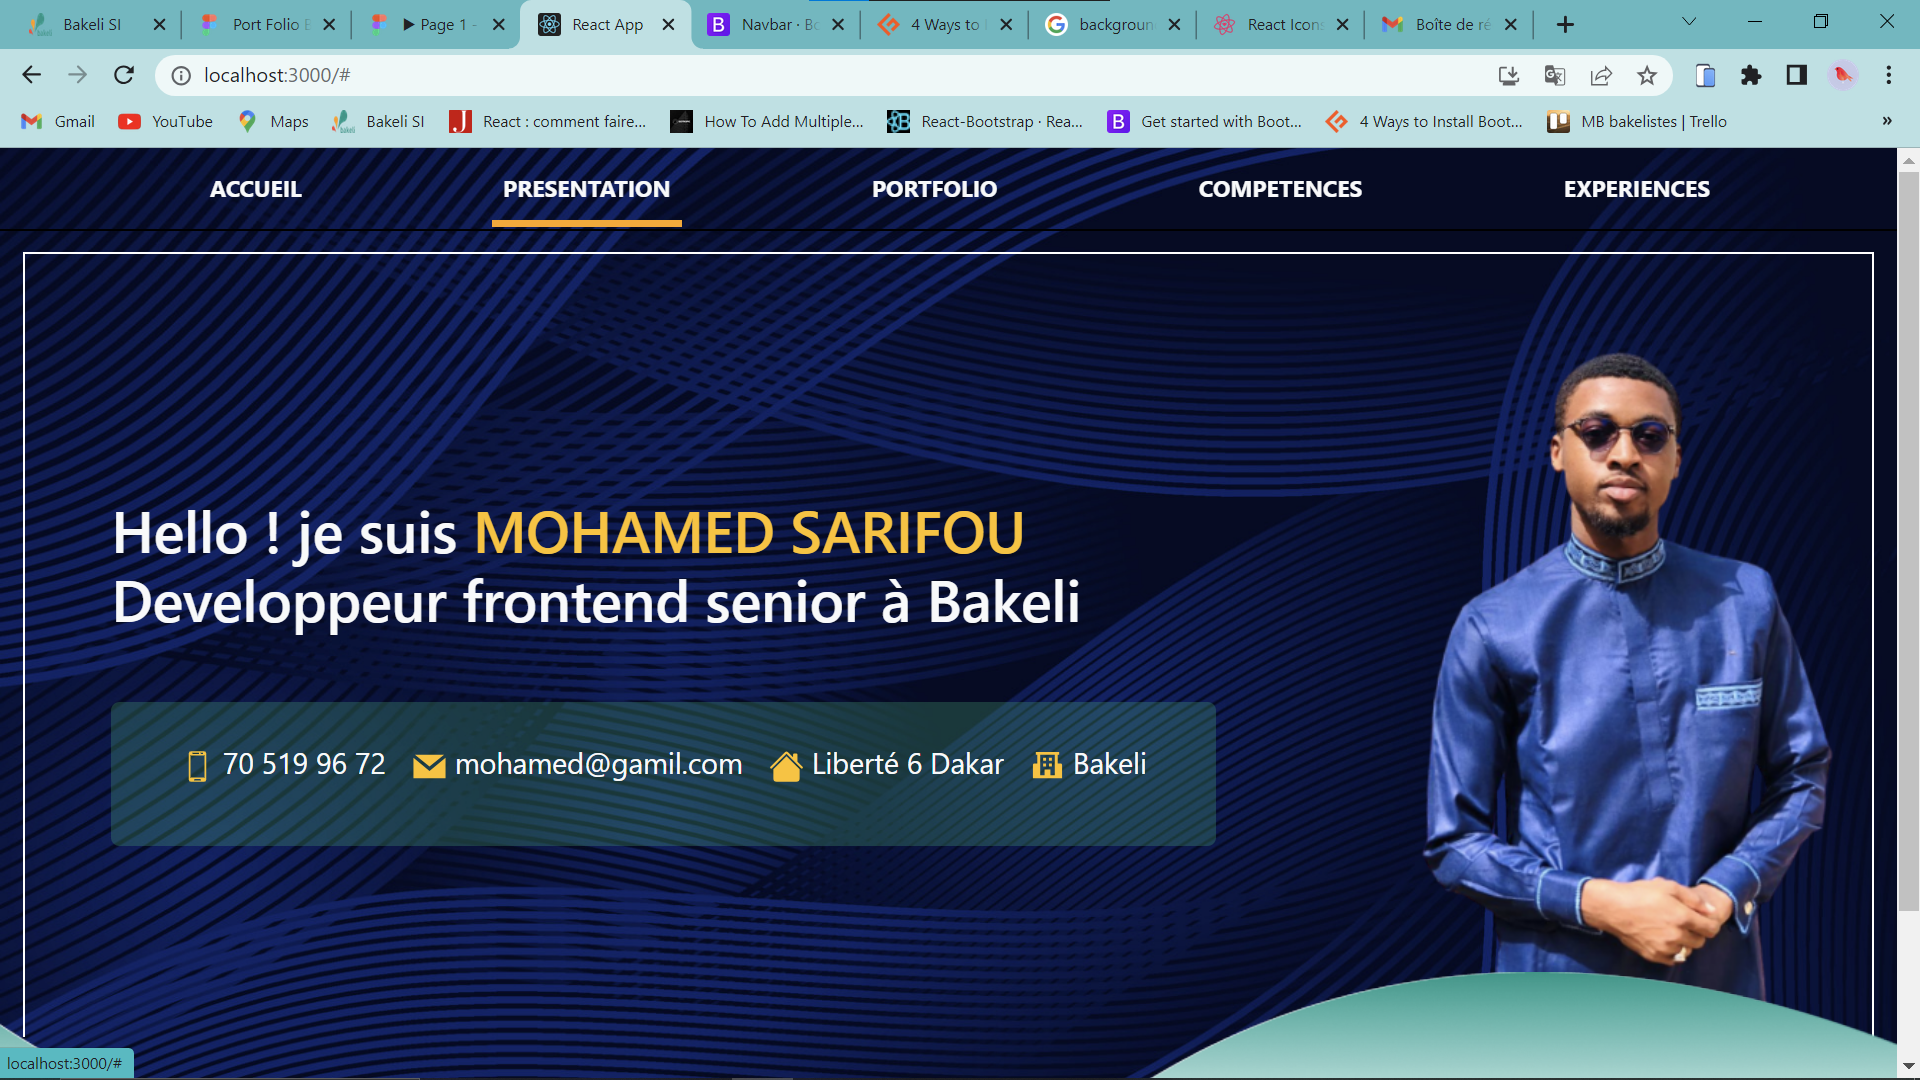 Bakeli SI
Port Folio
Page 1 -
React App
Navbar · Bo
4 Ways to
backgroun
React Icons
Boîte de ré
localhost:3000/#
Gmail
YouTube
Maps
Bakeli SI
React : comment faire...
How To Add Multiple...
React-Bootstrap · Rea...
Get started with Boot...
4 Ways to Install Boot...
MB bakelistes | Trello
»
ACCUEIL
PRESENTATION
PORTFOLIO
COMPETENCES
EXPERIENCES
Hello ! je suis MOHAMED SARIFOU
Developpeur frontend senior à Bakeli
70 519 96 72 mohamed@gamil.com Liberté 6 Dakar Bakeli
localhost:3000/#